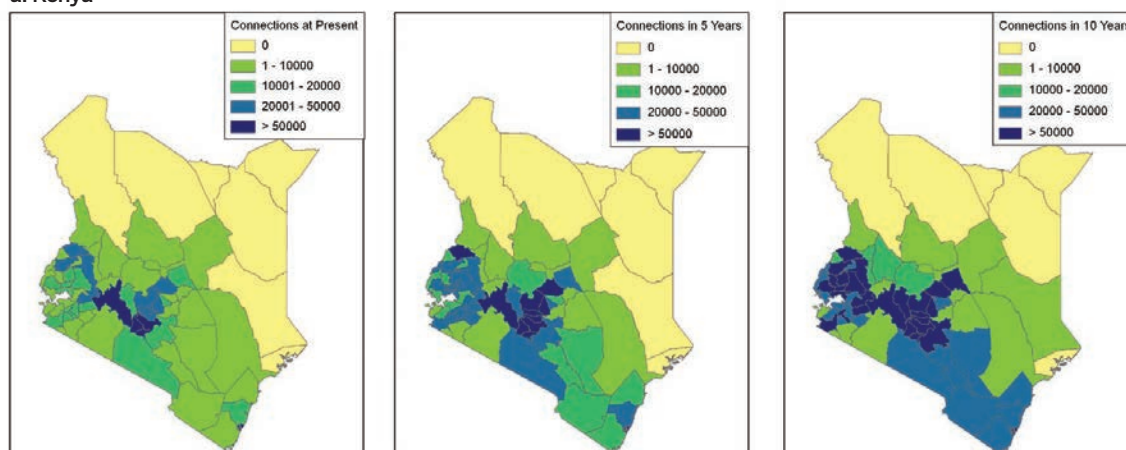 a. Kenya
Connections at Present
0
1 - 10000
10001 - 20000
20001 - 50000
> 50000
Connections in 5 Years
0
1 - 10000
10000 - 20000
20000 - 50000
> 50000
Connections in 10 Years
0
1 - 10000
10000 - 20000
20000 - 50000
> 50000